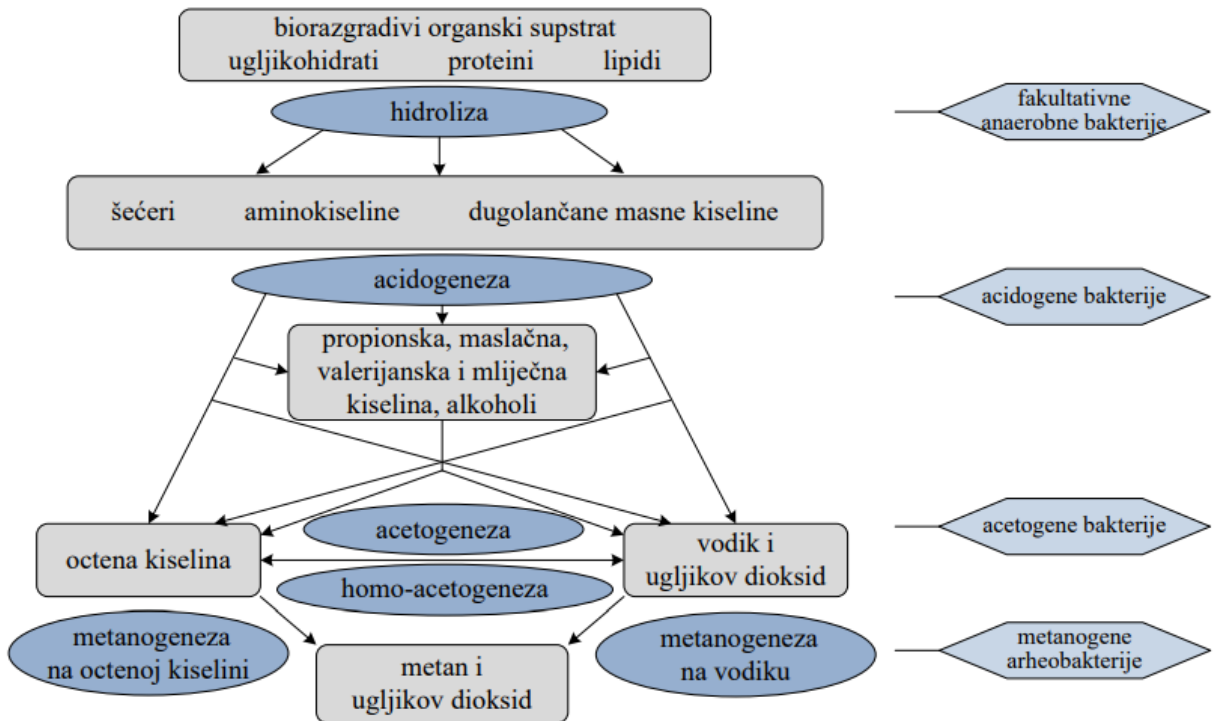 biorazgradivi organski supstrat
ugljikohidrati proteini lipidi
hidroliza
fakultativne
anaerobne bakterije
šećeri aminokiseline dugolančane masne kiseline
acidogeneza
acidogene bakterije
propionska, maslačna,
valerijanska i mliječna
kiselina, alkoholi
acetogeneza
acetogene bakterije
octena kiselina
vodik i
ugljikov dioksid
homo-acetogeneza
metanogeneza
na octenoj kiselini
metan i
ugljikov dioksid
metanogeneza
na vodiku
metanogene
arheobakterije